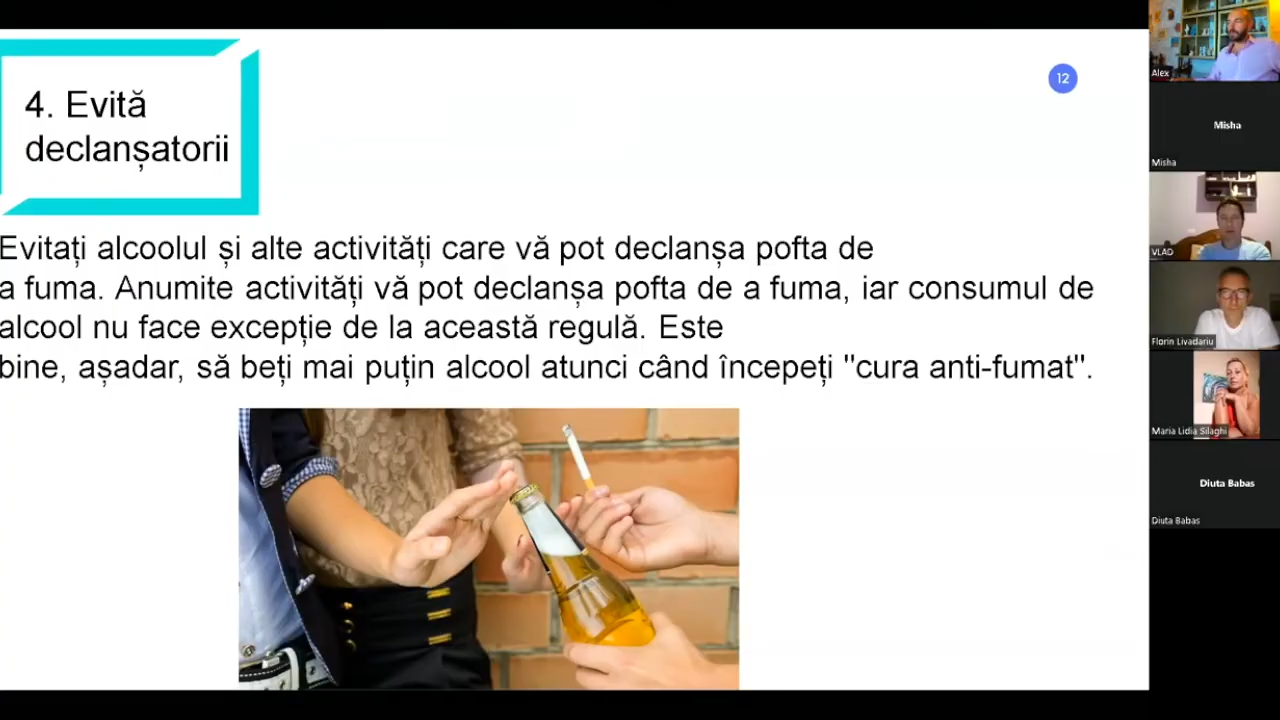 4. Evită
declanșatorii
12
Evitați alcoolul și alte activități care vă pot declanșa pofta de
a fuma. Anumite activități vă pot declanșa pofta de a fuma, iar consumul de
alcool nu face excepție de la această regulă. Este
bine, așadar, să beți mai puțin alcool atunci când începeți "cura anti-fumat".
Alex
Misha
Misha
VLAD
Florin Livadariu
Maria Lidia Silaghi
Diuta Babas
Diuta Babas